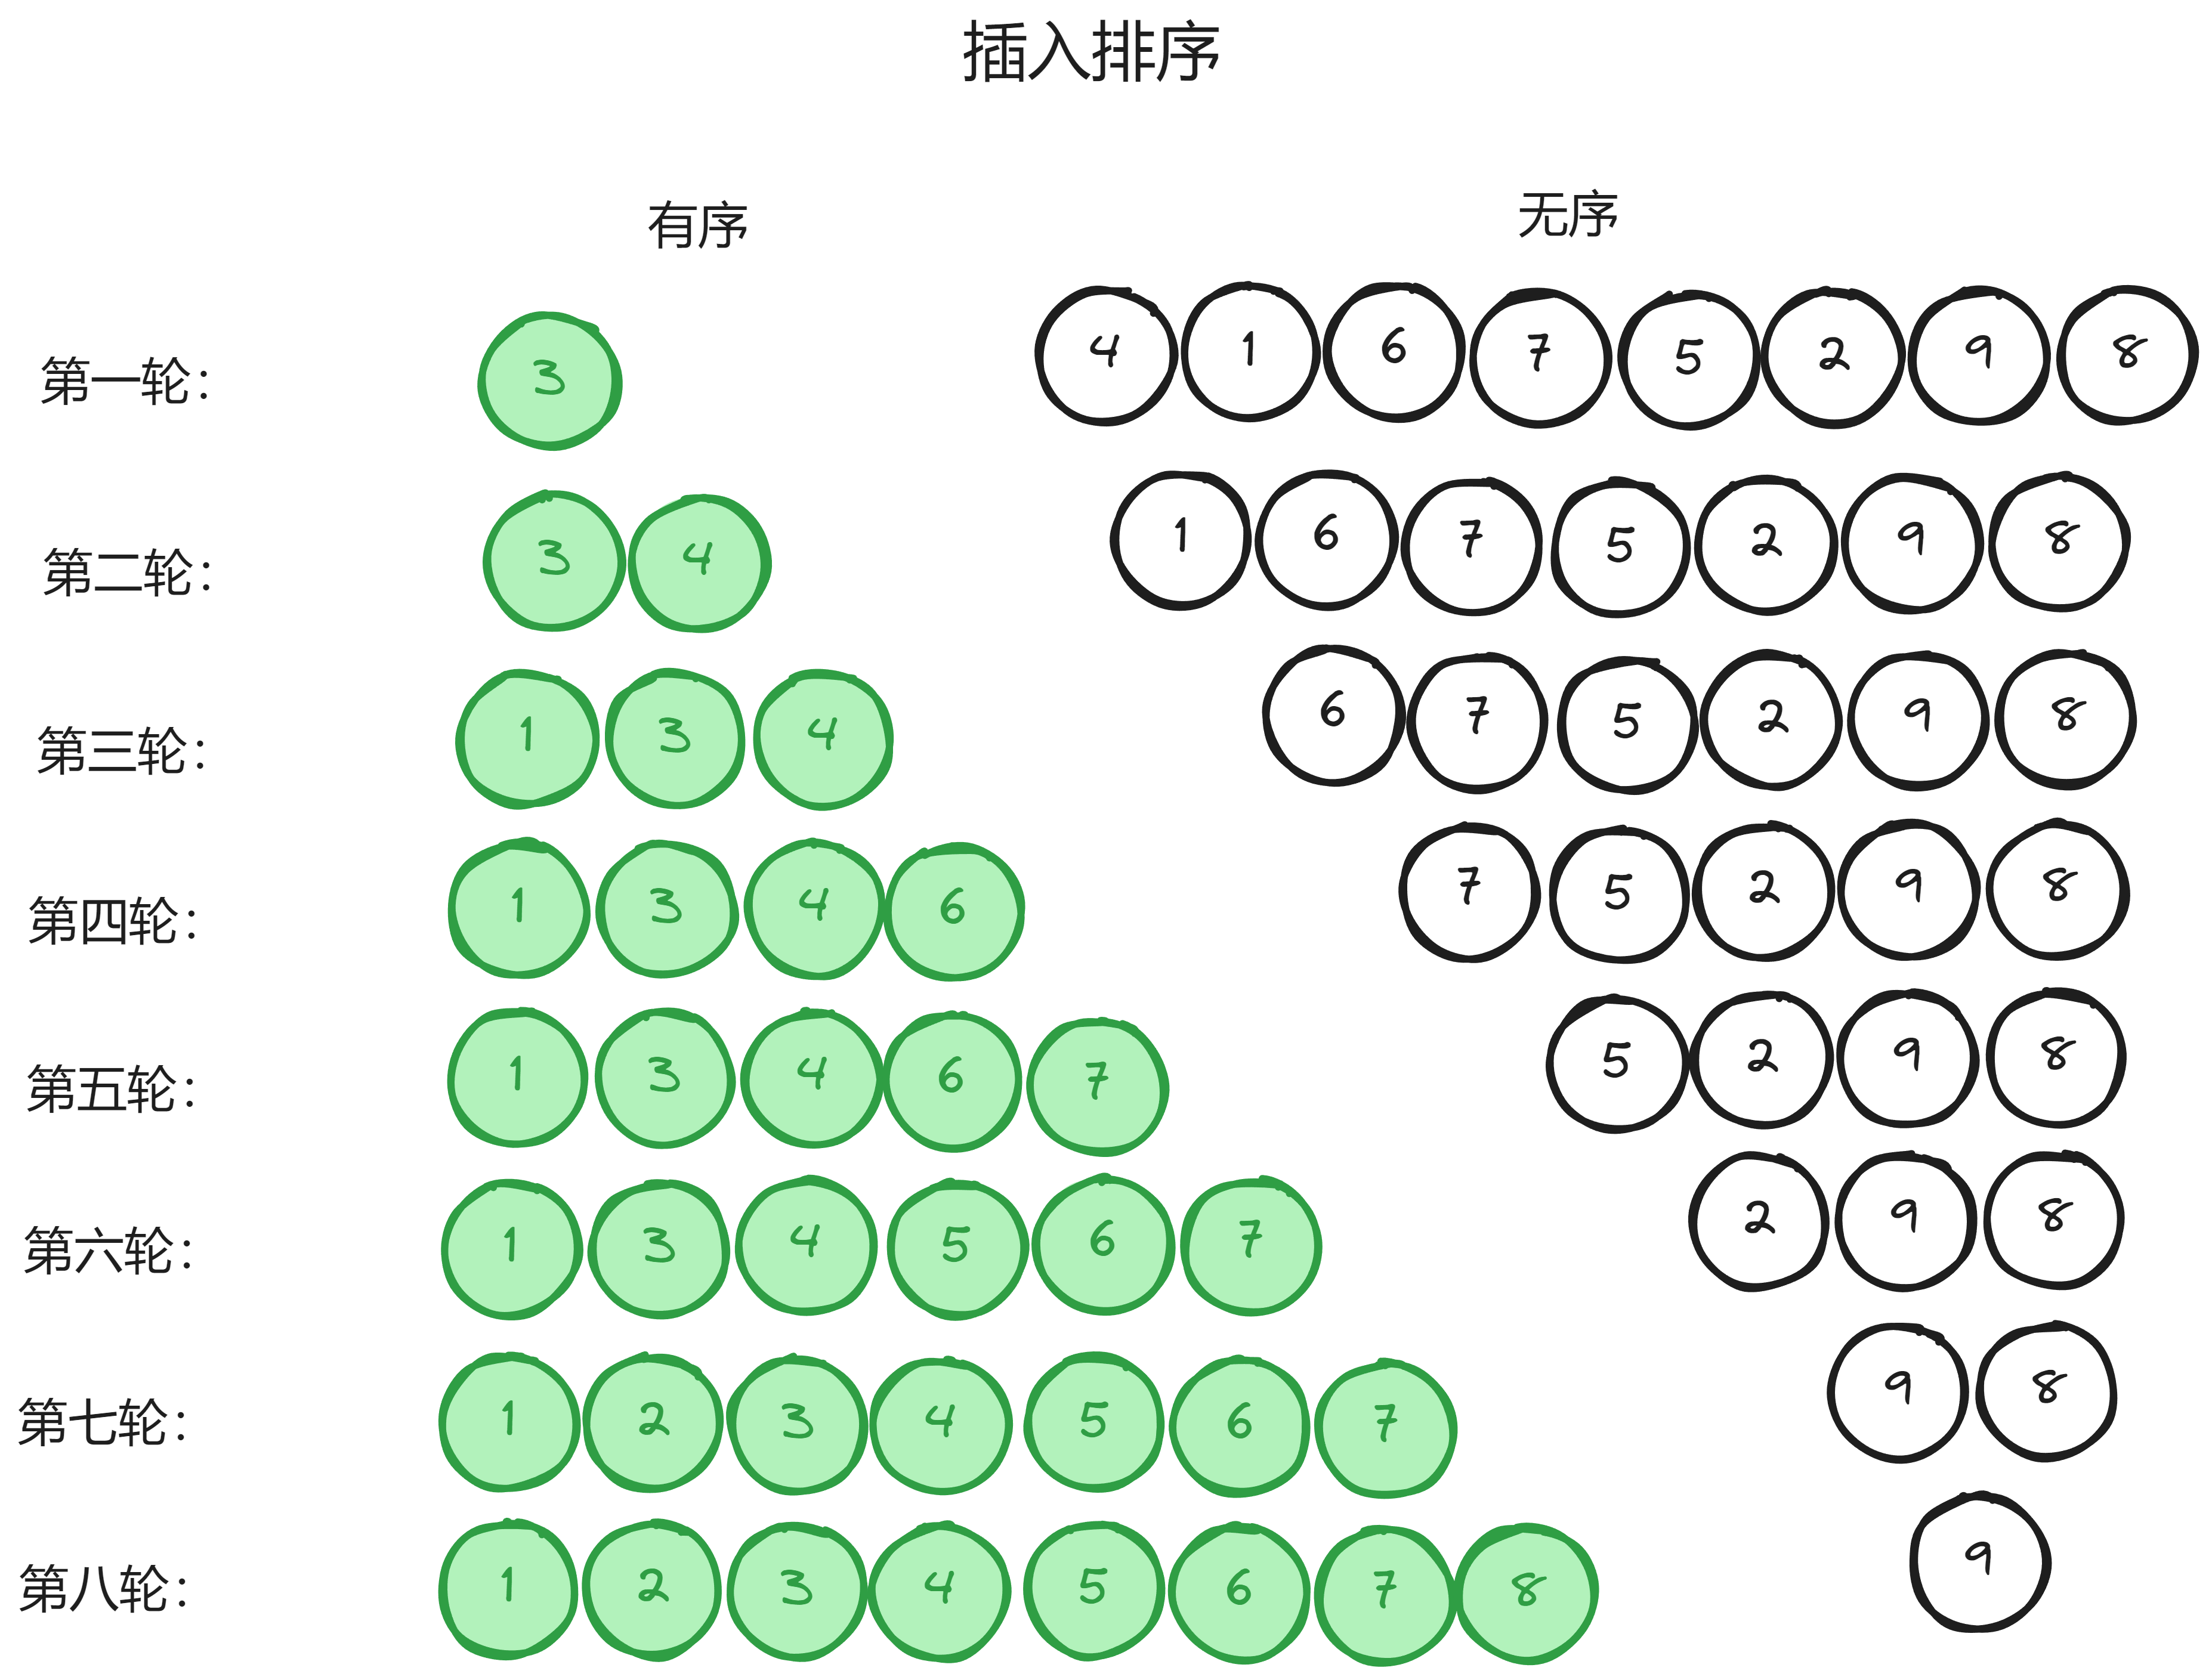 插入排序
有序 无序
第一轮： 3 4 1 6 7 5 2 9 8
第二轮： 3 4 1 6 7 5 2 9 8
第三轮： 1 3 4 6 7 5 2 9 8
第四轮： 1 3 4 6 7 5 2 9 8
第五轮： 1 3 4 6 7 5 2 9 8
第六轮： 1 3 4 5 6 7 2 9 8
第七轮： 1 2 3 4 5 6 7 9 8
第八轮： 1 2 3 4 5 6 7 8 9